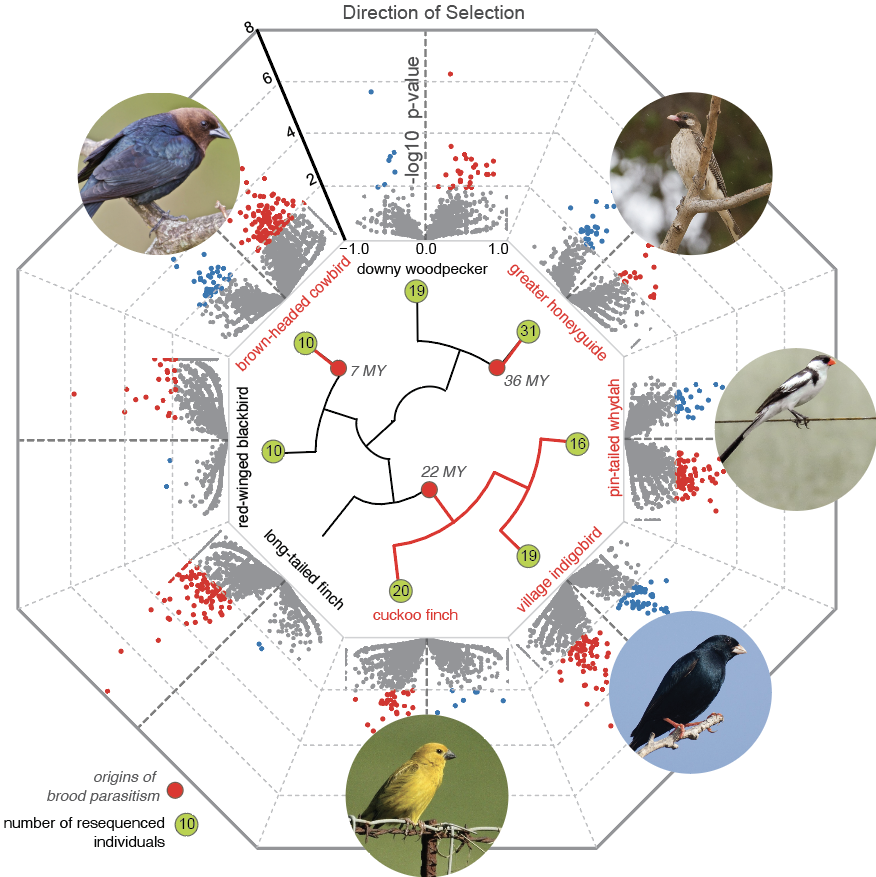 Direction of Selection
8
6
4
2
-log10 p-value
−1.0 0.0 1.0
downy woodpecker
greater honeyguide
pin-tailed whydah
village indigobird
cuckoo finch
long-tailed finch
red-winged blackbird
brown-headed cowbird
19
31
10
7 MY
36 MY
10
16
22 MY
19
20
origins of
brood parasitism
number of resequenced
individuals
10